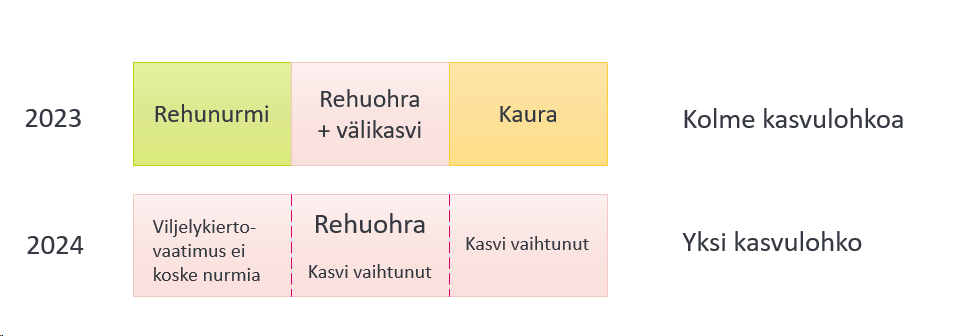 2023
Rehunurmi
Rehuohra
+ välikasvi
Kaura
Kolme kasvulohkoa
2024
Viljelykierto-
vaatimus ei
koske nurmia
Rehuohra
Kasvi vaihtunut
Kasvi vaihtunut
Yksi kasvulohko